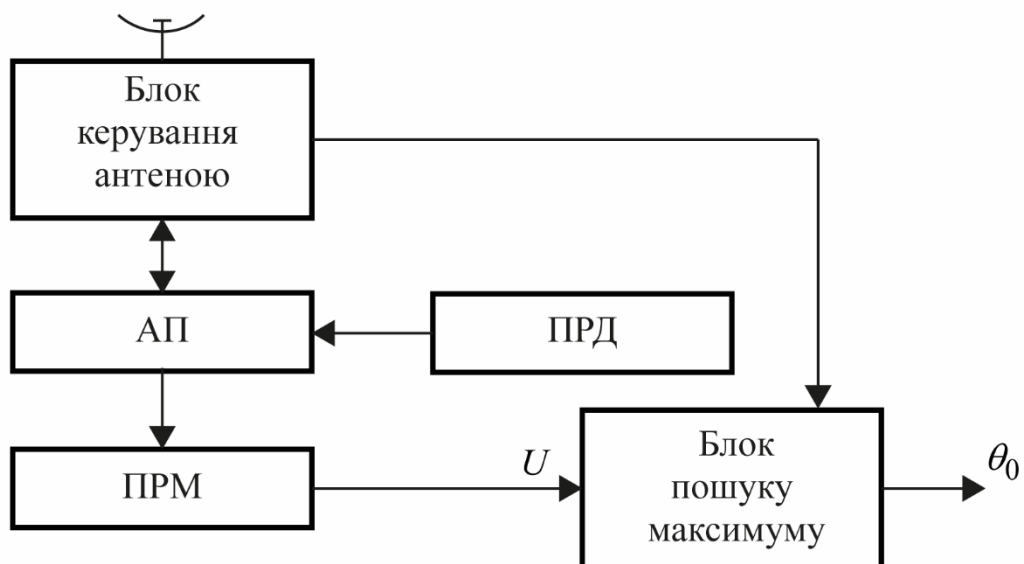 Блок
керування
антеною
АП
ПРД
ПРМ
U
Блок
пошуку
максимуму
θ₀